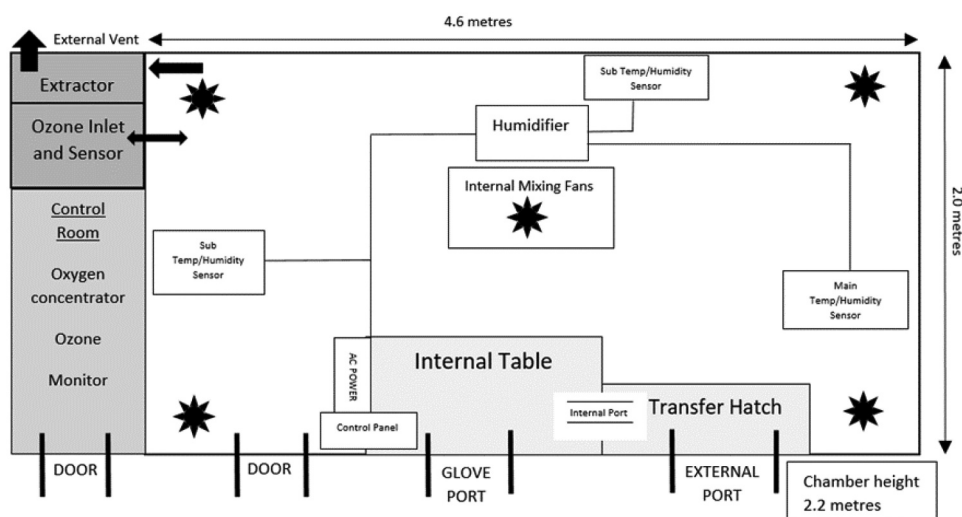 4.6 metres
External Vent
Extractor
Ozone Inlet
and Sensor
Control
Room
Oxygen
concentrator
Ozone
Monitor
Sub Temp/Humidity
Sensor
Humidifier
Internal Mixing Fans
Sub
Temp/Humidity
Sensor
Main
Temp/Humidity
Sensor
2.0 metres
AC POWER
Internal Table
Control Panel
Internal Port
Transfer Hatch
DOOR
DOOR
GLOVE
PORT
EXTERNAL
PORT
Chamber height
2.2 metres